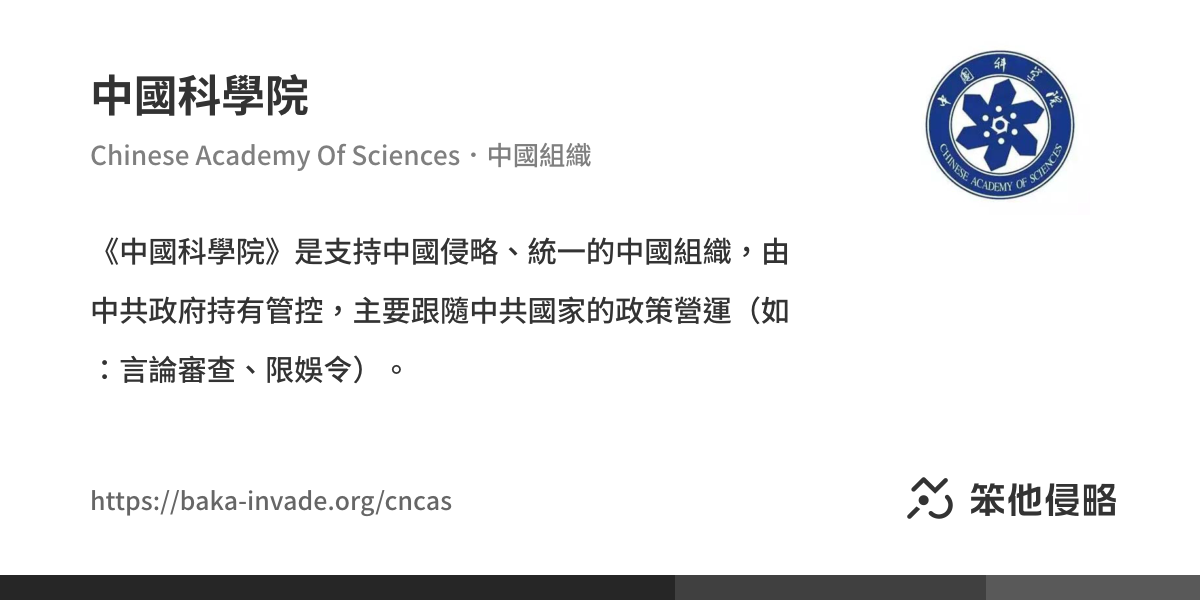 中國科學院
Chinese Academy Of Sciences・中國組織
《中國科學院》是支持中國侵略、統一的中國組織，由
中共政府持有管控，主要跟隨中共國家的政策營運（如
：言論審查、限娛令）。
中国科学院
CHINESE ACADEMY OF SCIENCES
https://baka-invade.org/cncas
笨他侵略